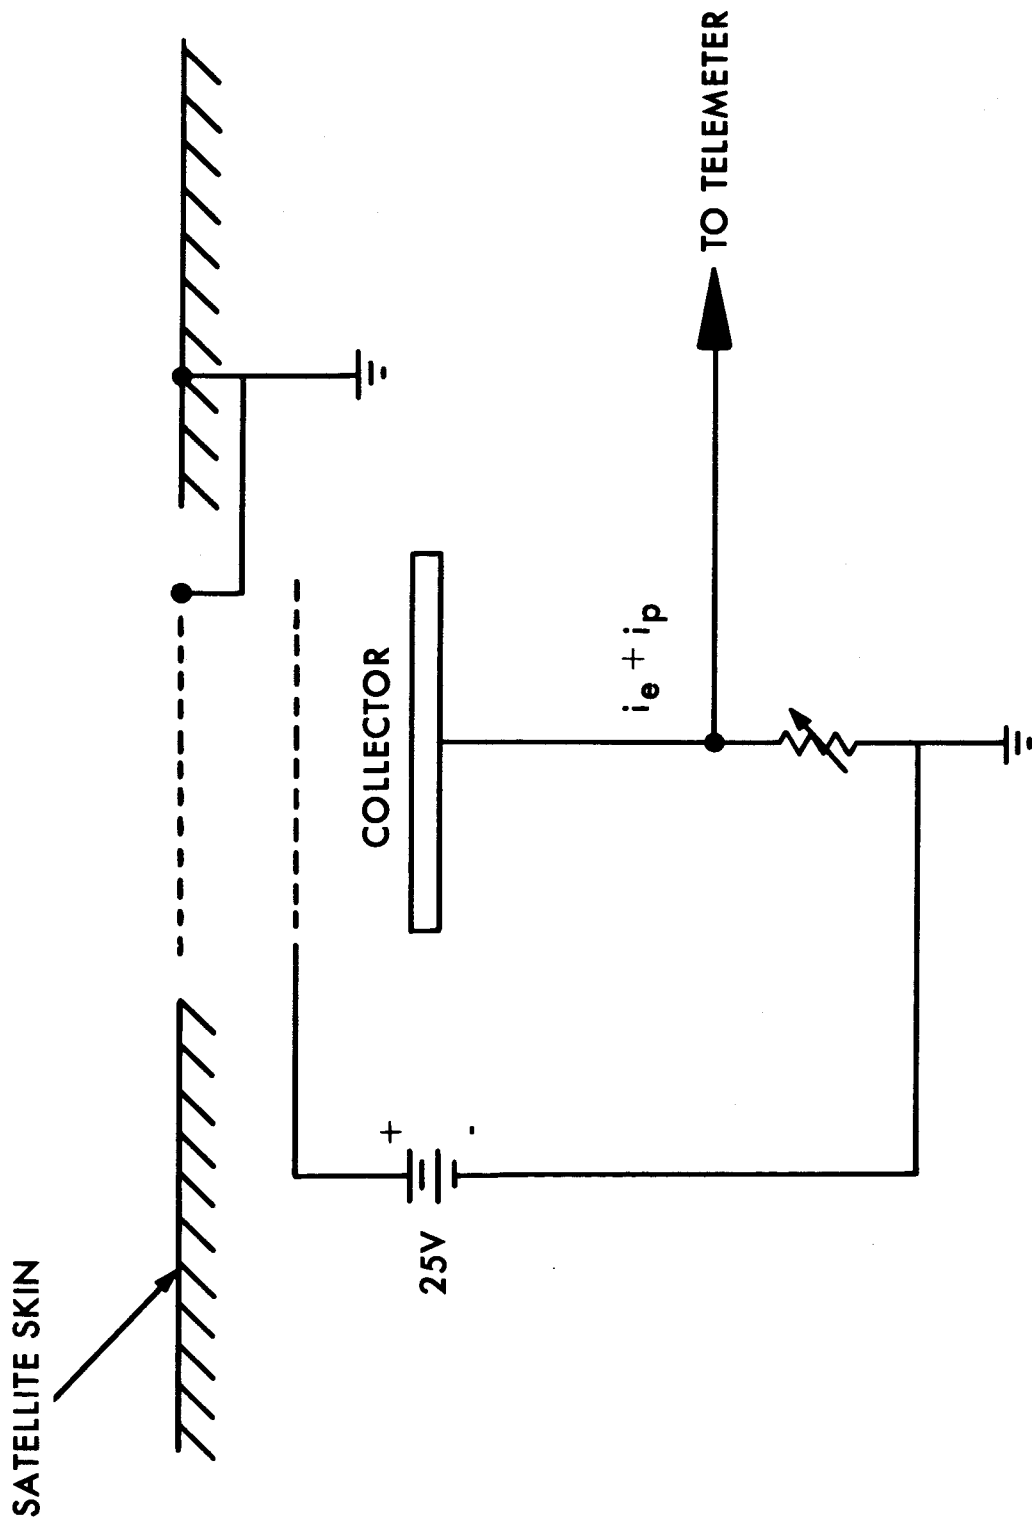 SATELLITE SKIN
+
-
25V
COLLECTOR
i_e + i_p
TO TELEMETER